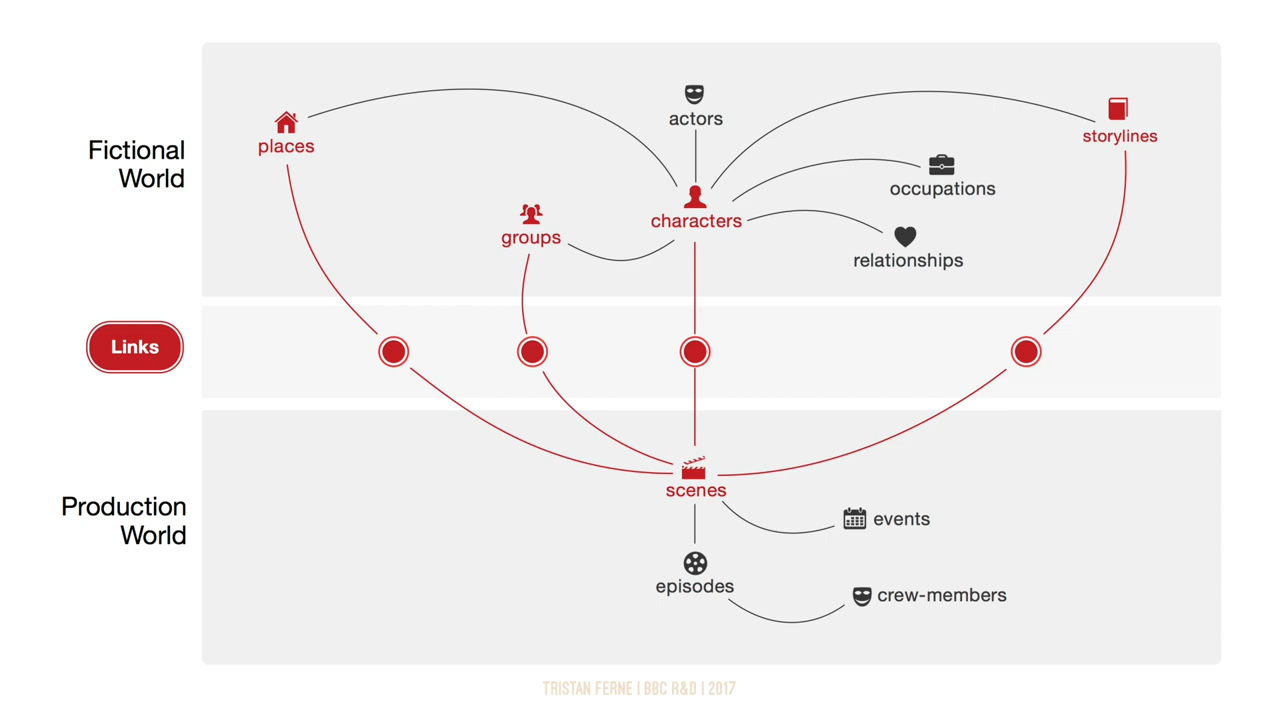 Fictional
World
places
actors
storylines
occupations
characters
groups
relationships
Links
Production
World
scenes
events
episodes
crew-members
TRISTAN FERNE | BBC R&D | 2017